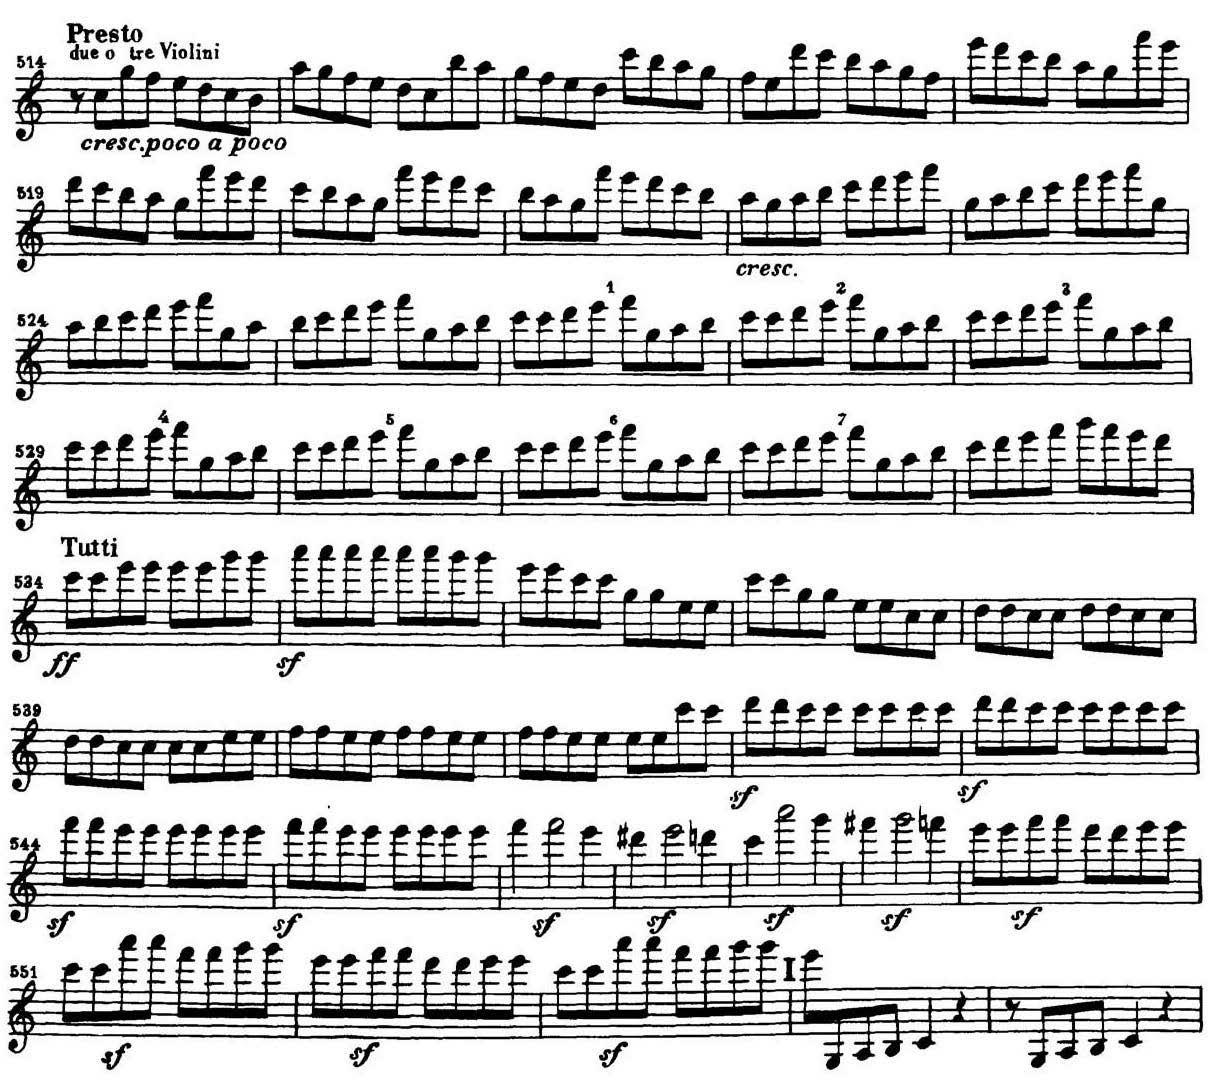 Presto
due o tre Violini
514
cresc. poco a poco
519
cresc.
524 1 2 3
529 4 5 6 7
Tutti
534
ff sf
539
sf sf
544
sf sf sf sf sf sf sf
551 I
sf sf sf